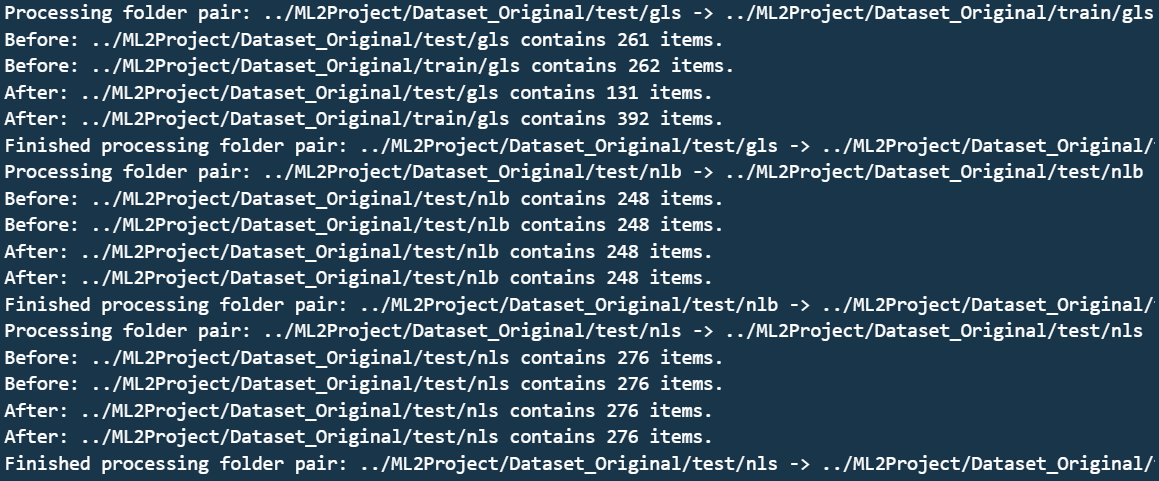 Processing folder pair: ../ML2Project/Dataset_Original/test/gls -> ../ML2Project/Dataset_Original/train/gls
Before: ../ML2Project/Dataset_Original/test/gls contains 261 items.
Before: ../ML2Project/Dataset_Original/train/gls contains 262 items.
After: ../ML2Project/Dataset_Original/test/gls contains 131 items.
After: ../ML2Project/Dataset_Original/train/gls contains 392 items.
Finished processing folder pair: ../ML2Project/Dataset_Original/test/gls -> ../ML2Project/Dataset_Original/
Processing folder pair: ../ML2Project/Dataset_Original/test/nlb -> ../ML2Project/Dataset_Original/test/nlb
Before: ../ML2Project/Dataset_Original/test/nlb contains 248 items.
Before: ../ML2Project/Dataset_Original/test/nlb contains 248 items.
After: ../ML2Project/Dataset_Original/test/nlb contains 248 items.
After: ../ML2Project/Dataset_Original/test/nlb contains 248 items.
Finished processing folder pair: ../ML2Project/Dataset_Original/test/nlb -> ../ML2Project/Dataset_Original/
Processing folder pair: ../ML2Project/Dataset_Original/test/nls -> ../ML2Project/Dataset_Original/test/nls
Before: ../ML2Project/Dataset_Original/test/nls contains 276 items.
Before: ../ML2Project/Dataset_Original/test/nls contains 276 items.
After: ../ML2Project/Dataset_Original/test/nls contains 276 items.
After: ../ML2Project/Dataset_Original/test/nls contains 276 items.
Finished processing folder pair: ../ML2Project/Dataset_Original/test/nls -> ../ML2Project/Dataset_Original/